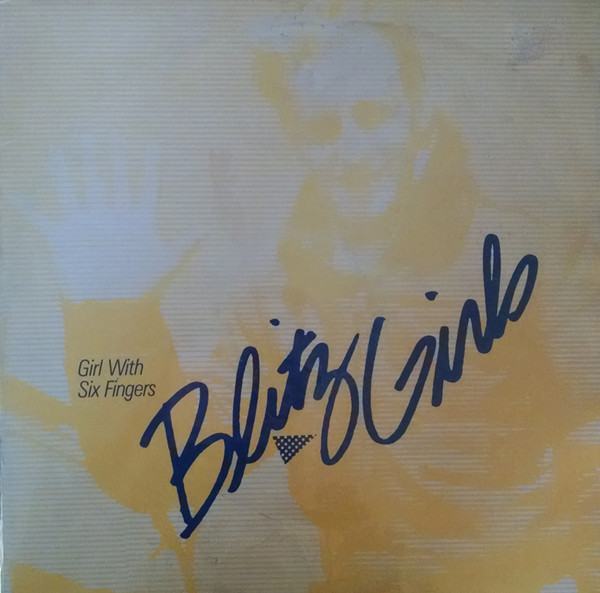 Girl With
Six Fingers
Blitz Girls